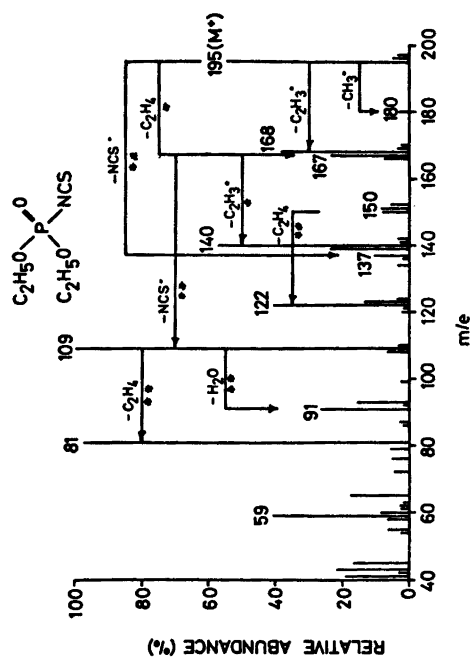 C₂H₅O
C₂H₅O
P
O
NCS
195(M⁺)
-NCS•
**
-C₂H₄
*
168
167
-C₂H₃•
180
-CH₃•
-NCS•
**
140
-C₂H₃•
*
150
137
-C₂H₄
**
122
109
-C₂H₄
**
-H₂O
**
91
81
59
RELATIVE ABUNDANCE (%)
100
80
60
40
20
0
40
60
80
100
120
140
160
180
200
m/e